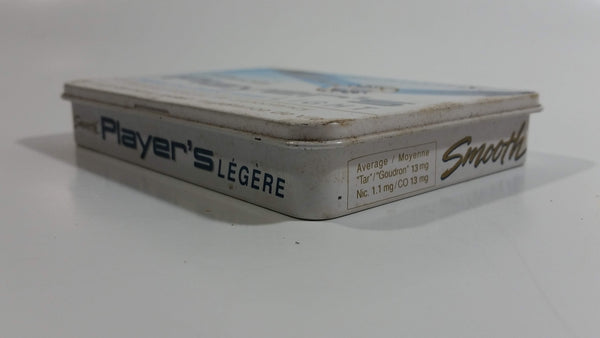 Player's LÉGÈRE
Average / Moyenne
"Tar"/"Goudron" 13 mg
Nic. 1.1 mg/CO 13 mg
Smooth